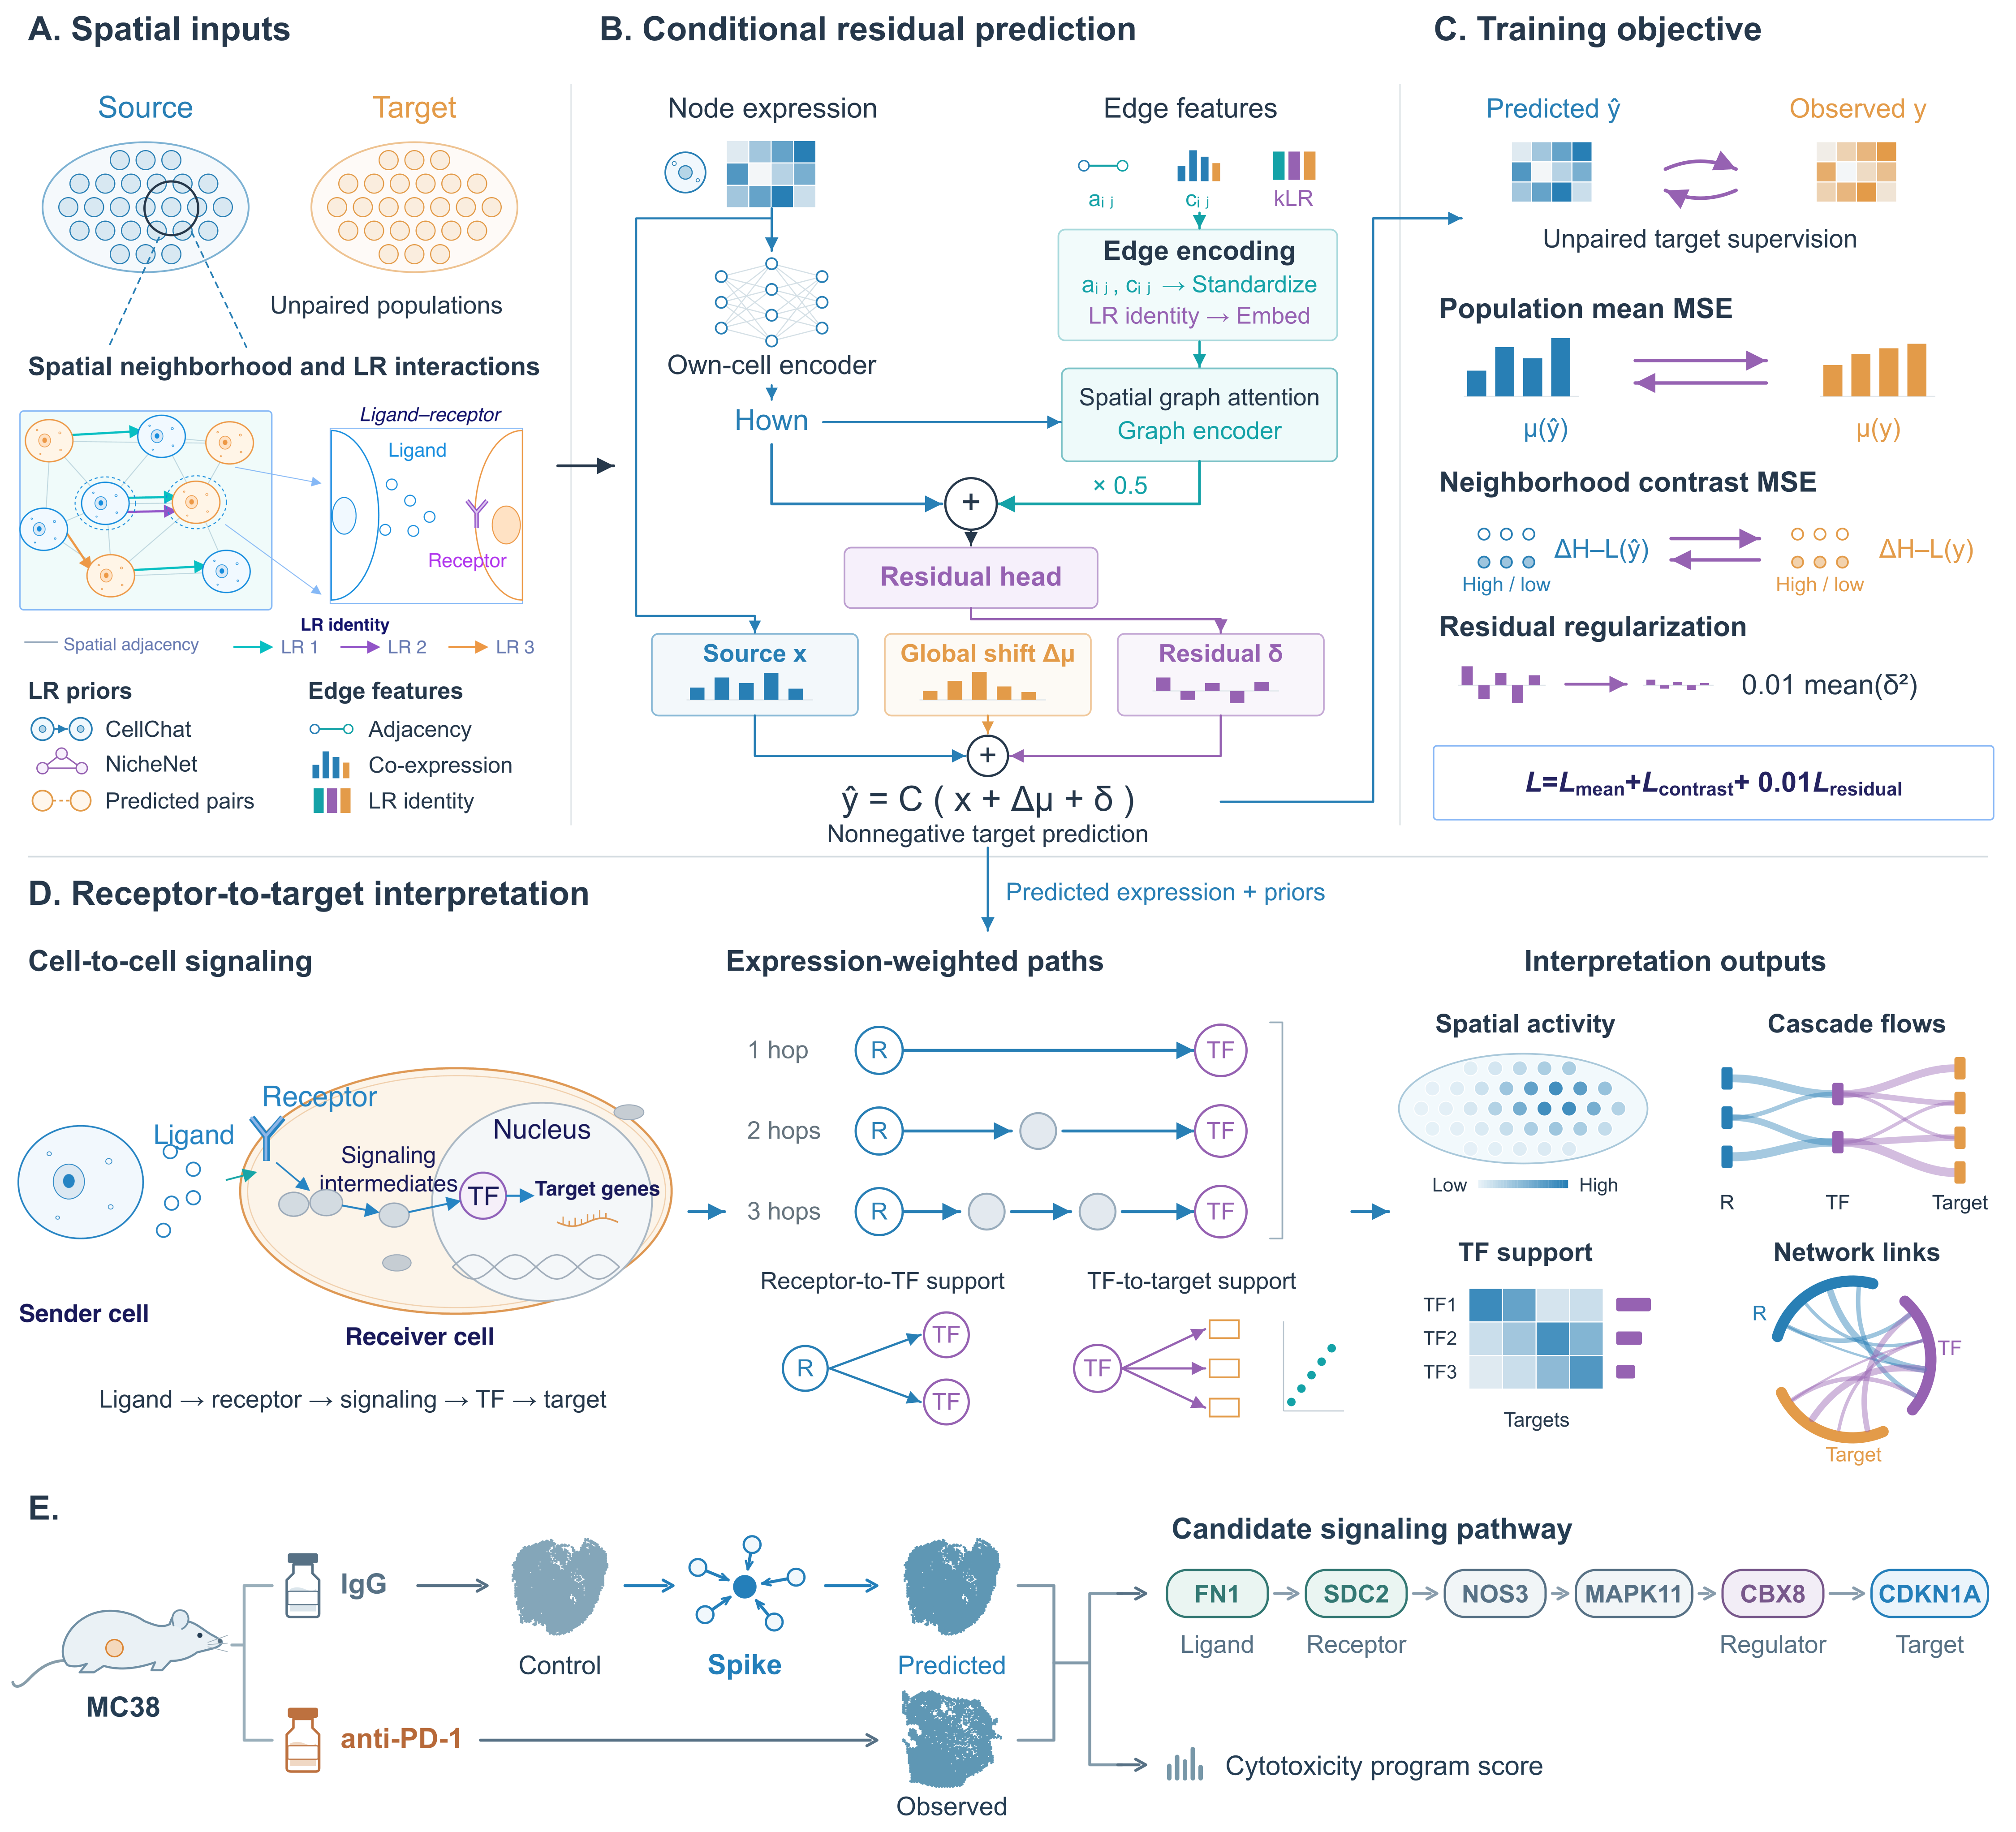 A. Spatial inputs
Source
Target
Unpaired populations
Spatial neighborhood and LR interactions
Ligand–receptor
Ligand
Receptor
LR identity
Spatial adjacency
LR 1
LR 2
LR 3
LR priors
CellChat
NicheNet
Predicted pairs
Edge features
Adjacency
Co-expression
LR identity
B. Conditional residual prediction
Node expression
Own-cell encoder
Hown
Edge features
aᵢⱼ
cᵢⱼ
kLR
Edge encoding
aᵢⱼ, cᵢⱼ → Standardize
LR identity → Embed
Spatial graph attention
Graph encoder
× 0.5
+
Residual head
Source x
Global shift Δμ
Residual δ
+
ŷ = C ( x + Δμ + δ )
Nonnegative target prediction
C. Training objective
Predicted ŷ
Observed y
Unpaired target supervision
Population mean MSE
μ(ŷ)
μ(y)
Neighborhood contrast MSE
ΔH–L(ŷ)
ΔH–L(y)
High / low
High / low
Residual regularization
0.01 mean(δ²)
L=Lmean+Lcontrast+ 0.01Lresidual
D. Receptor-to-target interpretation
Predicted expression + priors
Cell-to-cell signaling
Receptor
Ligand
Nucleus
Signaling
intermediates
TF
Target genes
Sender cell
Receiver cell
Ligand → receptor → signaling → TF → target
Expression-weighted paths
1 hop
R
TF
2 hops
R
TF
3 hops
R
TF
Receptor-to-TF support
R
TF
TF
TF-to-target support
TF
Interpretation outputs
Spatial activity
Low
High
Cascade flows
R
TF
Target
TF support
TF1
TF2
TF3
Targets
Network links
R
TF
Target
E.
MC38
IgG
Control
Spike
Predicted
anti-PD-1
Observed
Candidate signaling pathway
FN1
SDC2
NOS3
MAPK11
CBX8
CDKN1A
Ligand
Receptor
Regulator
Target
Cytotoxicity program score